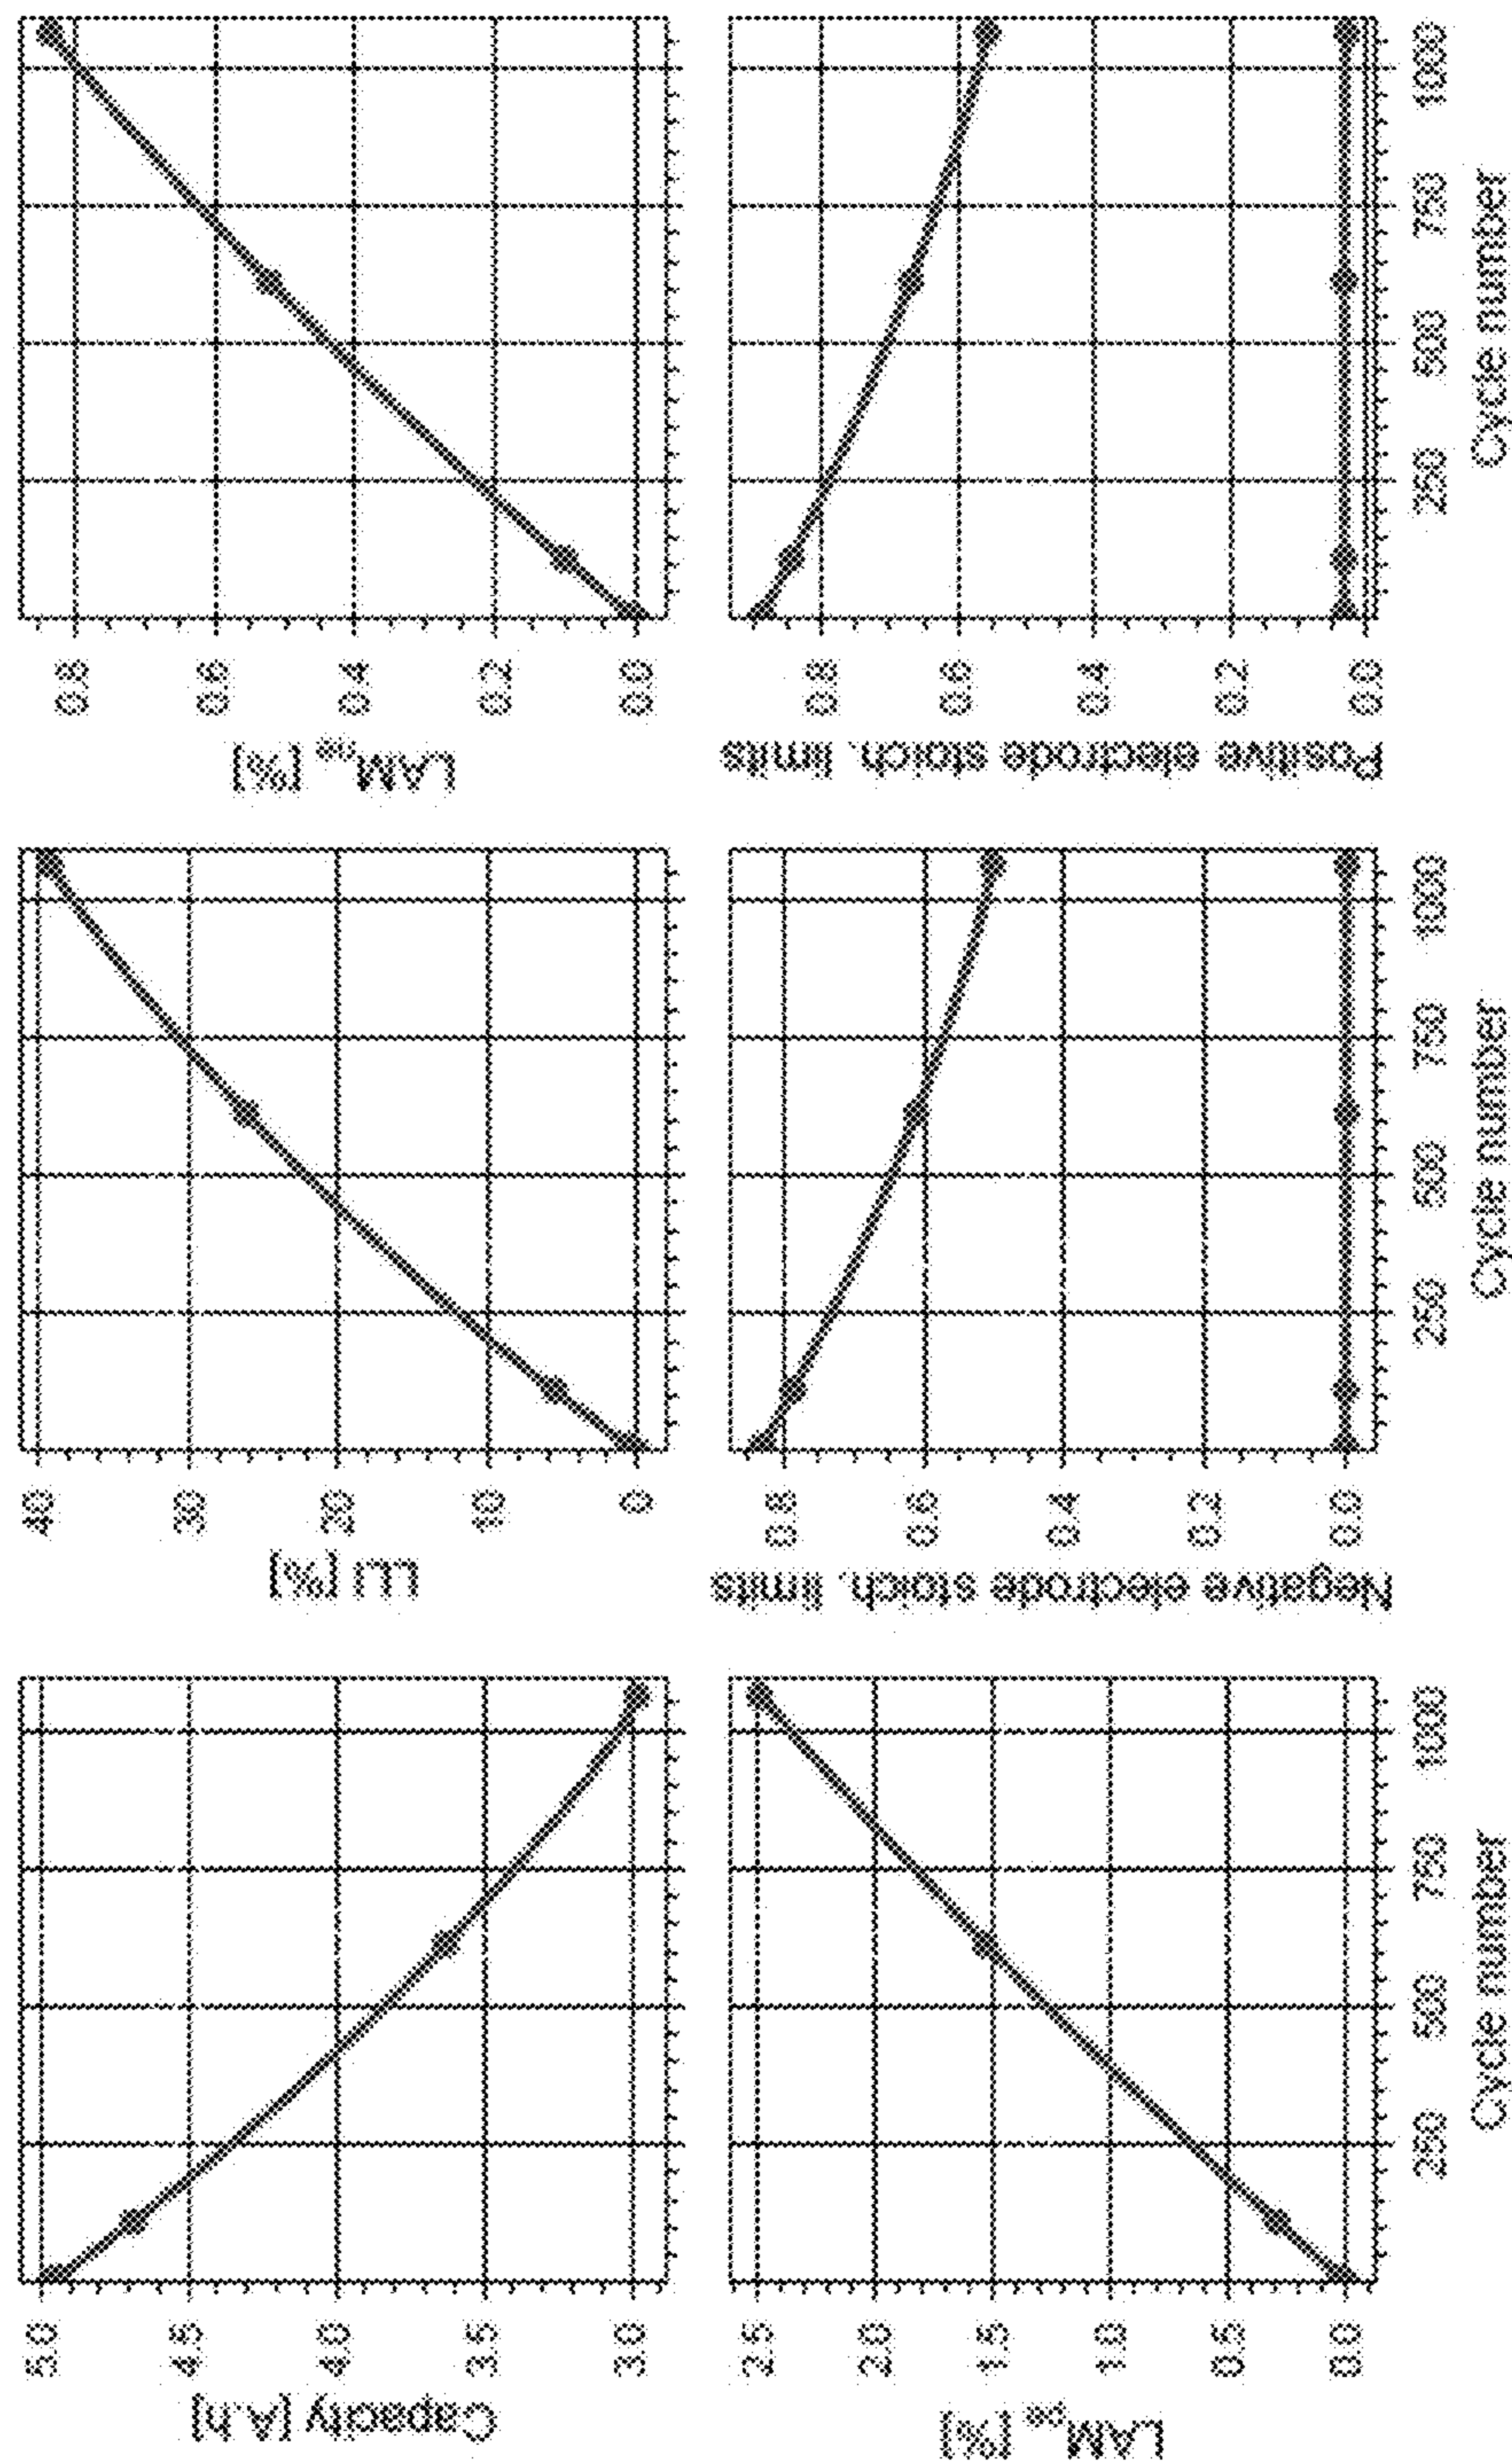 Capacity [A.h]
5.0
4.5
4.0
3.5
3.0
LLI [%]
40
30
20
10
0
LAMne [%]
0.8
0.6
0.4
0.2
0.0
LAMpe [%]
2.5
2.0
1.5
1.0
0.5
0.0
250 500 750 1000
Cycle number
Negative electrode stoich. limits
0.8
0.6
0.4
0.2
0.0
250 500 750 1000
Cycle number
Positive electrode stoich. limits
0.8
0.6
0.4
0.2
0.0
250 500 750 1000
Cycle number